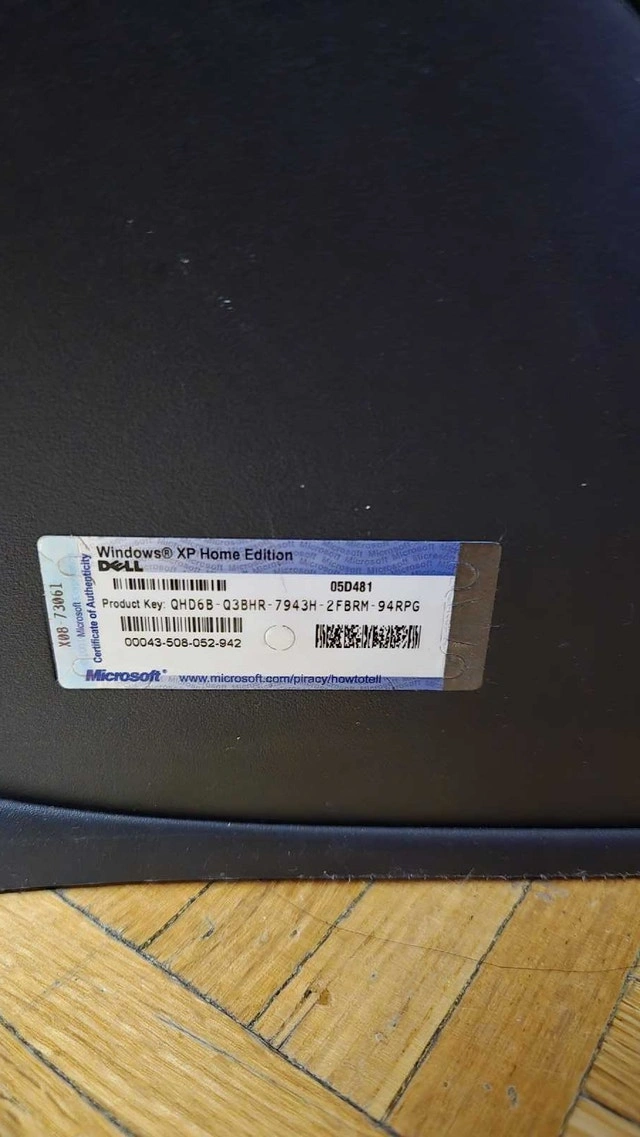 Windows® XP Home Edition
DELL
05D481
Product Key: QHD6B-Q3BHR-7943H-2FBRM-94RPG
00043-508-052-942
Microsoft® www.microsoft.com/piracy/howtotell
X08 73061
Microsoft
Certificate of Authenticity